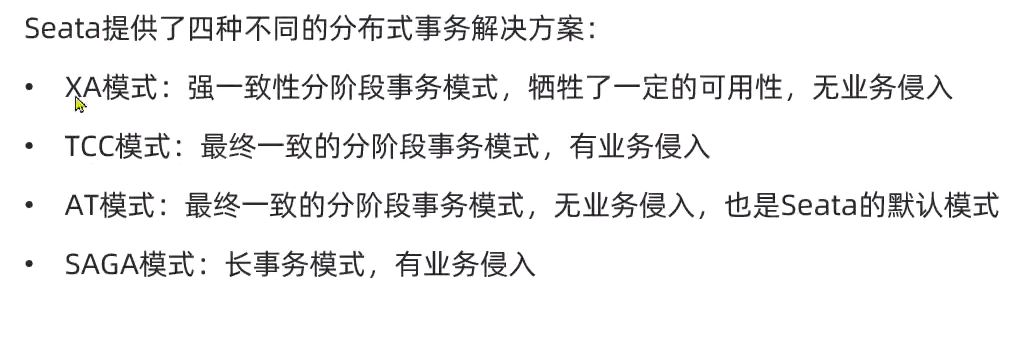 Seata提供了四种不同的分布式事务解决方案：
• XA模式：强一致性分阶段事务模式，牺牲了一定的可用性，无业务侵入
• TCC模式：最终一致的分阶段事务模式，有业务侵入
• AT模式：最终一致的分阶段事务模式，无业务侵入，也是Seata的默认模式
• SAGA模式：长事务模式，有业务侵入